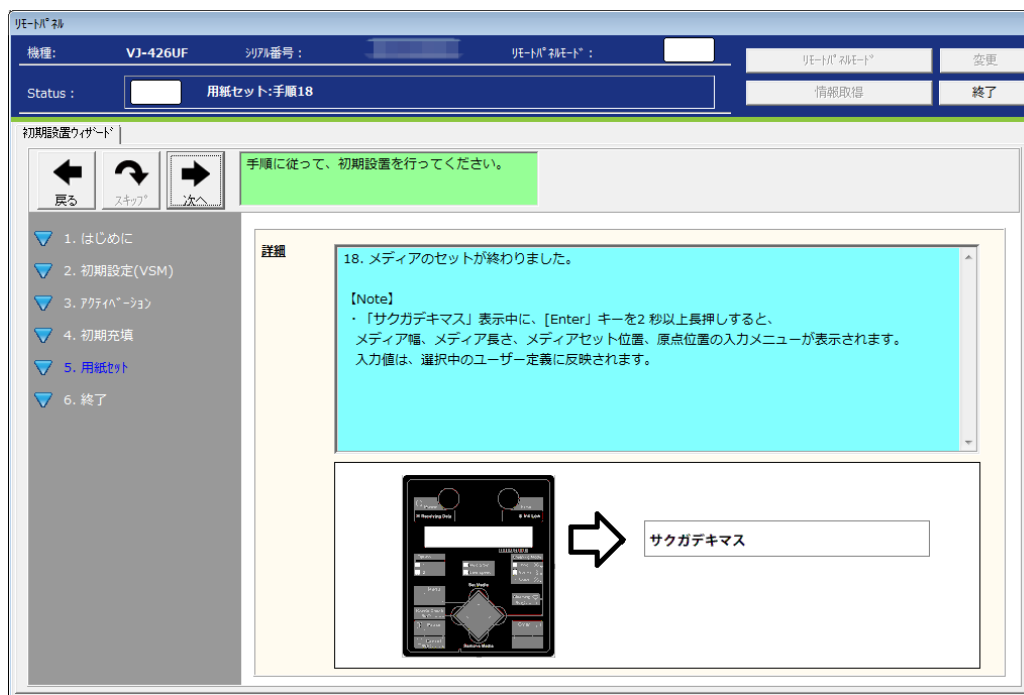 リモートパネル
機種: VJ-426UF シリアル番号: リモートパネルモード:
リモートパネルモード 変更
Status: 用紙セット:手順18
情報取得 終了
初期設置ウィザード
戻る スキップ 次へ
手順に従って、初期設置を行ってください。
1. はじめに
2. 初期設定(VSM)
3. アクティベーション
4. 初期充填
5. 用紙セット
6. 終了
詳細
18. メディアのセットが終わりました。
【Note】
・「サクガデキマス」表示中に、[Enter」キーを2 秒以上長押しすると、
メディア幅、メディア長さ、メディアセット位置、原点位置の入力メニューが表示されます。
入力値は、選択中のユーザー定義に反映されます。
サクガデキマス